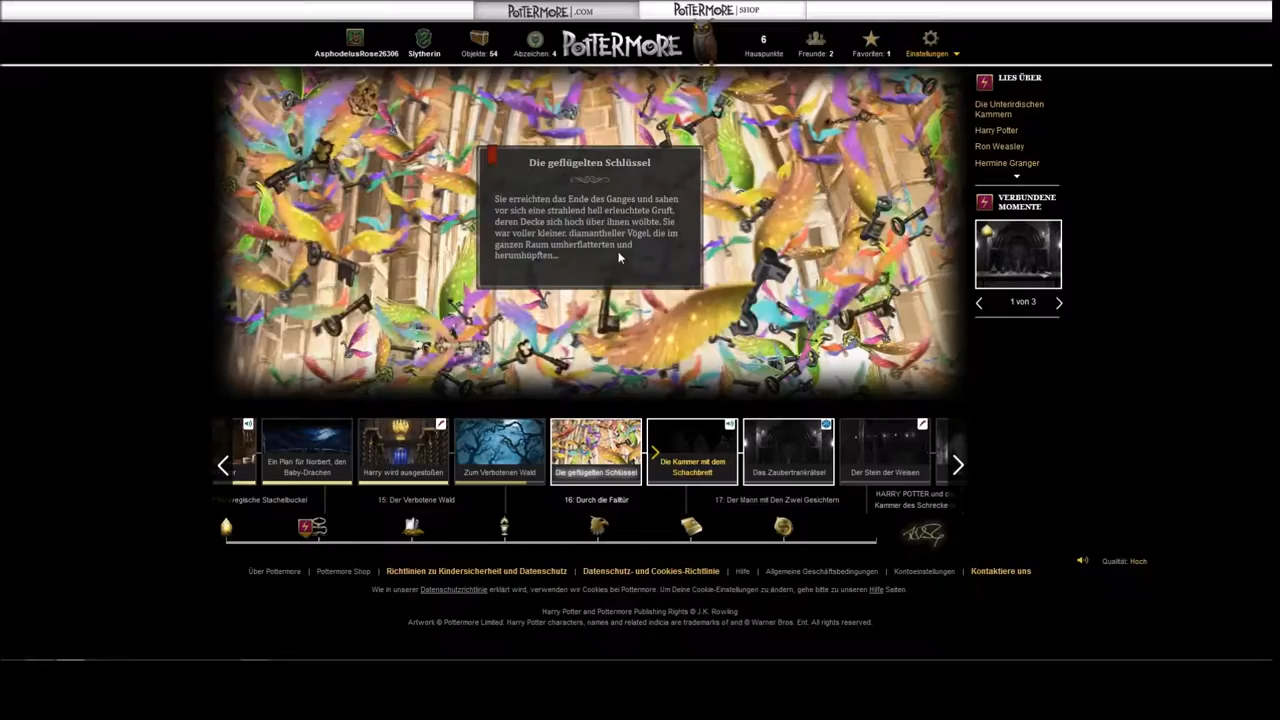 POTTERMORE .COM
POTTERMORE SHOP
AsphodelusRose26306
Slytherin
Objekte: 54
Abzeichen: 4
POTTERMORE
6
Hauspunkte
Freunde: 2
Favoriten: 1
Einstellungen
LIES ÜBER
Die Unterirdischen
Kammern
Harry Potter
Ron Weasley
Hermine Granger
VERBUNDENE
MOMENTE
1 von 3
Die geflügelten Schlüssel
Sie erreichten das Ende des Ganges und sahen
vor sich eine strahlend hell erleuchtete Gruft,
deren Decke sich hoch über ihnen wölbte. Sie
war voller kleiner, diamantheller Vögel, die im
ganzen Raum umherflatterten und
herumhüpften...
Ein Plan für Norbert, den
Baby-Drachen
Harry wird ausgestoßen
Zum Verbotenen Wald
Die geflügelten Schlüssel
Die Kammer mit dem
Schachbrett
Das Zaubertrankrätsel
Der Stein der Weisen
Stachelbuckel
15: Der Verbotene Wald
16: Durch die Falltür
17: Der Mann mit Den Zwei Gesichtern
HARRY POTTER und
Kammer des Schrecke
Qualität: Hoch
Über Pottermore | Pottermore Shop | Richtlinien zu Kindersicherheit und Datenschutz | Datenschutz- und Cookies-Richtlinie | Hilfe | Allgemeine Geschäftsbedingungen | Kontoeinstellungen | Kontaktiere uns
Wie in unserer Datenschutzrichtlinie erklärt wird, verwenden wir Cookies bei Pottermore. Um Deine Cookie-Einstellungen zu ändern, gehe bitte zu unseren Hilfe Seiten.
Harry Potter and Pottermore Publishing Rights © J.K. Rowling
Artwork © Pottermore Limited. Harry Potter characters, names and related indicia are trademarks of and © Warner Bros. Ent. All rights reserved.